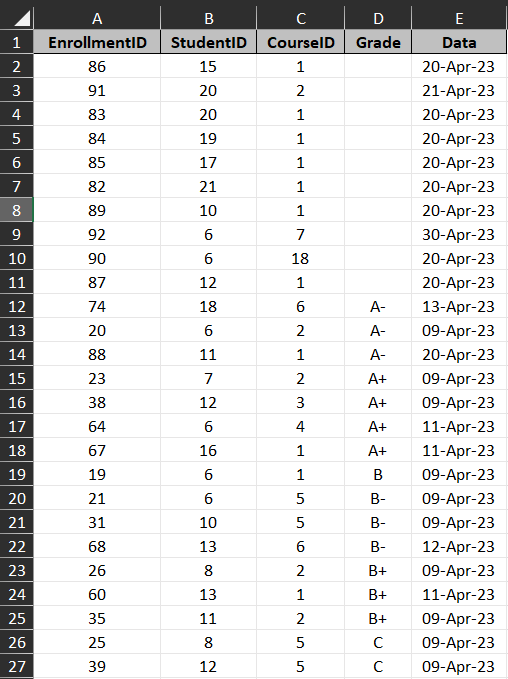 A B C D E
1 EnrollmentID StudentID CourseID Grade Data
2 86 15 1 20-Apr-23
3 91 20 2 21-Apr-23
4 83 20 1 20-Apr-23
5 84 19 1 20-Apr-23
6 85 17 1 20-Apr-23
7 82 21 1 20-Apr-23
8 89 10 1 20-Apr-23
9 92 6 7 30-Apr-23
10 90 6 18 20-Apr-23
11 87 12 1 20-Apr-23
12 74 18 6 A- 13-Apr-23
13 20 6 2 A- 09-Apr-23
14 88 11 1 A- 20-Apr-23
15 23 7 2 A+ 09-Apr-23
16 38 12 3 A+ 09-Apr-23
17 64 6 4 A+ 11-Apr-23
18 67 16 1 A+ 11-Apr-23
19 19 6 1 B 09-Apr-23
20 21 6 5 B- 09-Apr-23
21 31 10 5 B- 09-Apr-23
22 68 13 6 B- 12-Apr-23
23 26 8 2 B+ 09-Apr-23
24 60 13 1 B+ 11-Apr-23
25 35 11 2 B+ 09-Apr-23
26 25 8 5 C 09-Apr-23
27 39 12 5 C 09-Apr-23